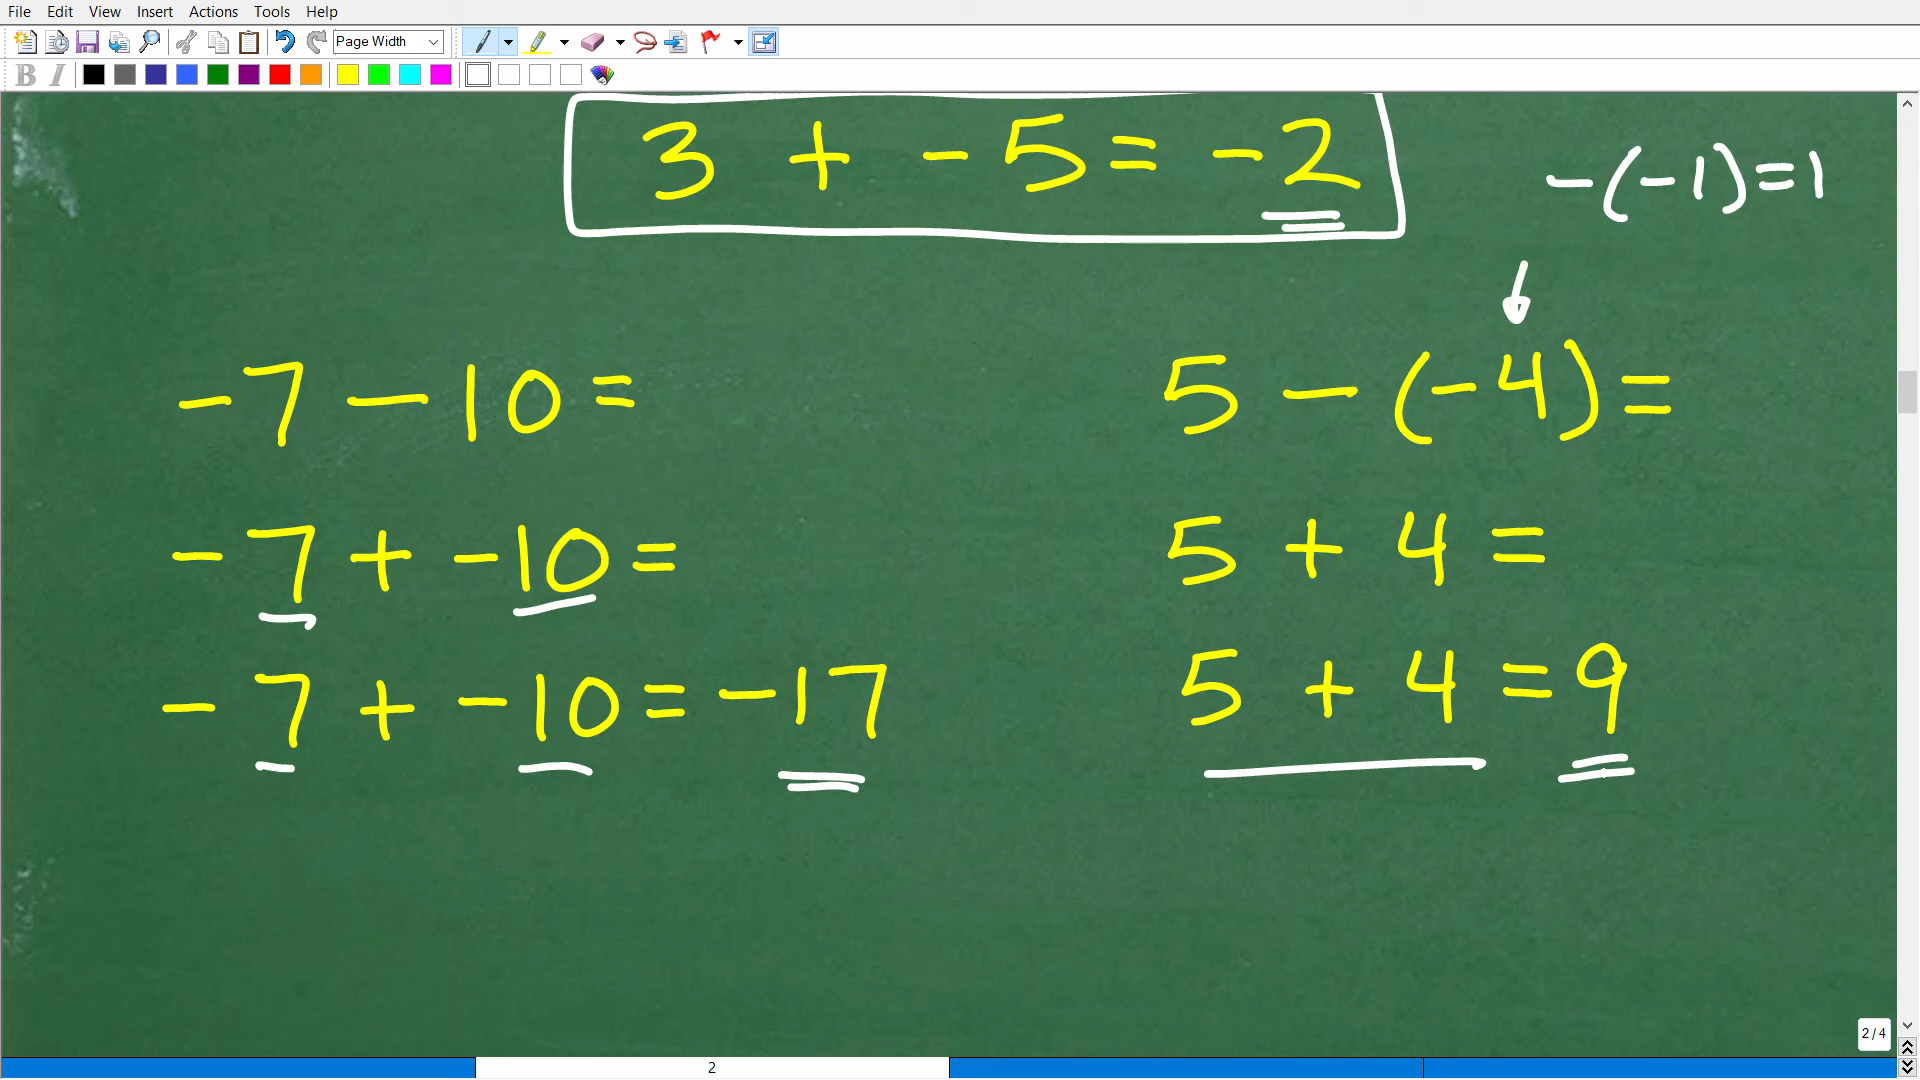 File Edit View Insert Actions Tools Help
Page Width
B I
3 + -5 = -2
-(-1)=1
-7 - 10 =
5 - (-4) =
-7 + -10 =
5 + 4 =
-7 + -10 = -17
5 + 4 = 9
2/4
2